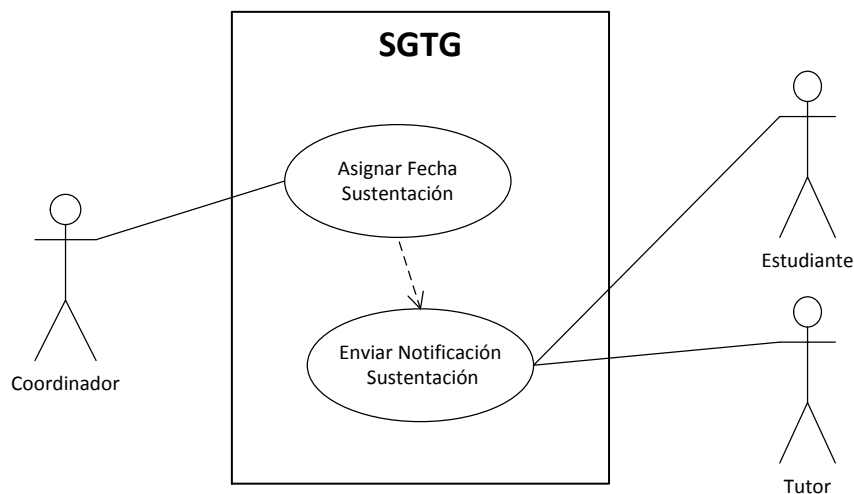 SGTG
Asignar Fecha
Sustentación
Coordinador
Enviar Notificación
Sustentación
Estudiante
Tutor